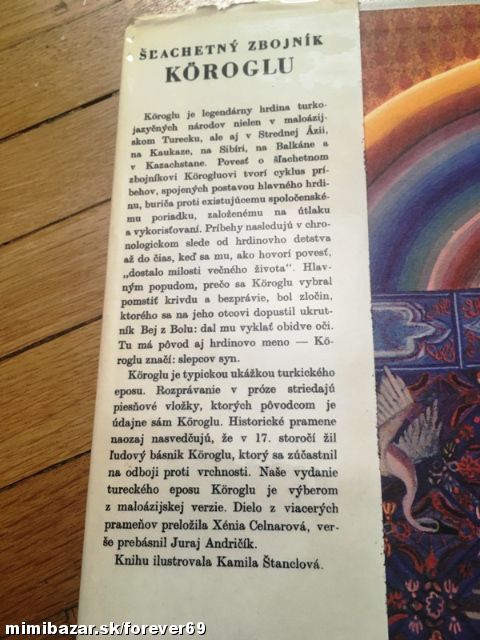 ŠĽACHETNÝ ZBOJNÍK
KÖROGLU
Köroglu je legendárny hrdina turko-
jazyčných národov nielen v maloázij-
skom Turecku, ale aj v Strednej Ázii,
na Kaukaze, na Sibíri, na Balkáne a
v Kazachstane. Povesť o šľachetnom
zbojníkovi Körogluovi tvorí cyklus prí-
behov, spojených postavou hlavného hrdi-
nu, buriča proti existujúcemu spoločenské-
mu poriadku, založenému na útlaku
a vykorisťovaní. Príbehy nasledujú v chro-
nologickom slede od hrdinovho detstva
až do čias, keď sa mu, ako hovorí povesť,
„dostalo milosti večného života“. Hlav-
ným popudom, prečo sa Köroglu vybral
pomstiť krivdu a bezprávie, bol zločin,
ktorého sa na jeho otcovi dopustil ukrut-
ník Bej z Bolu: dal mu vyklať obidve oči.
Tu má pôvod aj hrdinovo meno — Kö-
roglu značí: slepcov syn.
Köroglu je typickou ukážkou turkického
eposu. Rozprávanie v próze striedajú
piesňové vložky, ktorých pôvodcom je
údajne sám Köroglu. Historické pramene
naozaj nasvedčujú, že v 17. storočí žil
ľudový básnik Köroglu, ktorý sa zúčastnil
na odboji proti vrchnosti. Naše vydanie
tureckého eposu Köroglu je výberom
z maloázijskej verzie. Dielo z viacerých
prameňov preložila Xénia Celnarová, ver-
še prebásnil Juraj Andričík.
Knihu ilustrovala Kamila Štanclová.
mimibazar.sk/forever69